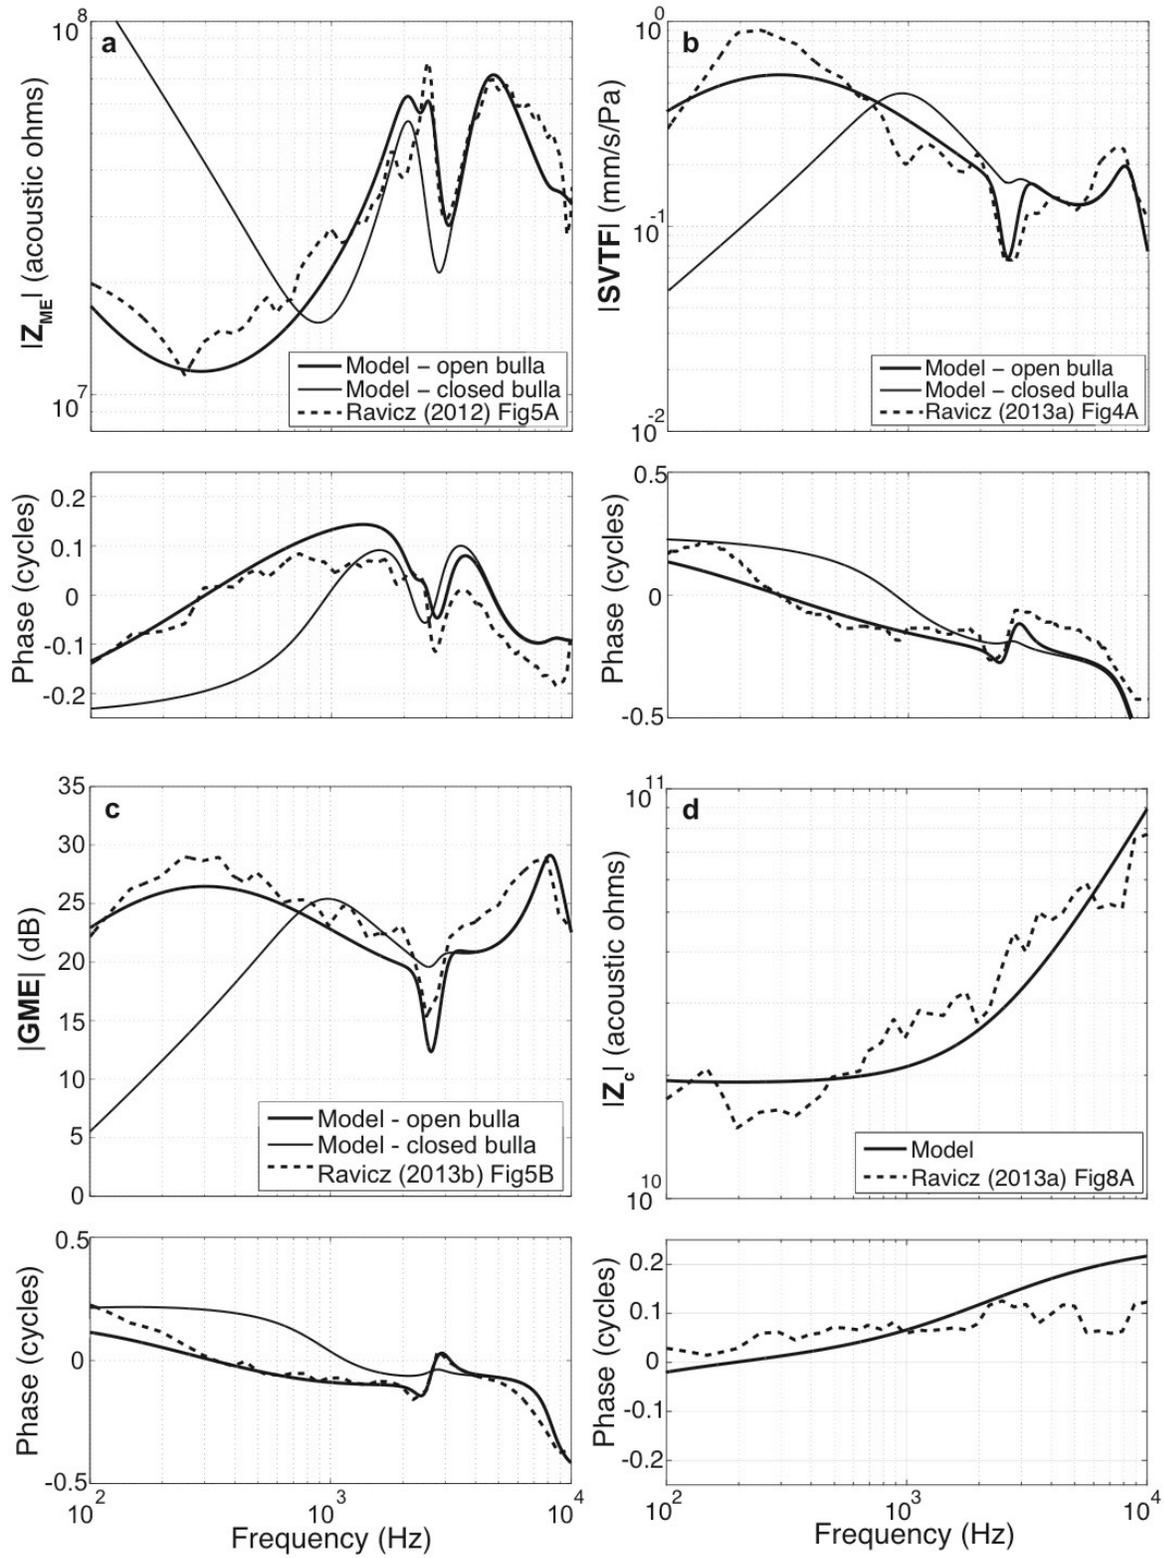 a
10^8
10^7
|Z_ME| (acoustic ohms)
Model – open bulla
Model – closed bulla
Ravicz (2012) Fig5A
0.2
0.1
0
-0.1
-0.2
Phase (cycles)
b
10^0
10^-1
10^-2
|SVTF| (mm/s/Pa)
Model – open bulla
Model – closed bulla
Ravicz (2013a) Fig4A
0.5
0
-0.5
Phase (cycles)
c
35
30
25
20
15
10
5
0
|GME| (dB)
Model - open bulla
Model - closed bulla
Ravicz (2013b) Fig5B
0.5
0
-0.5
Phase (cycles)
10^2
10^3
10^4
Frequency (Hz)
d
10^11
10^10
|Z_c| (acoustic ohms)
Model
Ravicz (2013a) Fig8A
0.2
0.1
0
-0.1
-0.2
Phase (cycles)
10^2
10^3
10^4
Frequency (Hz)